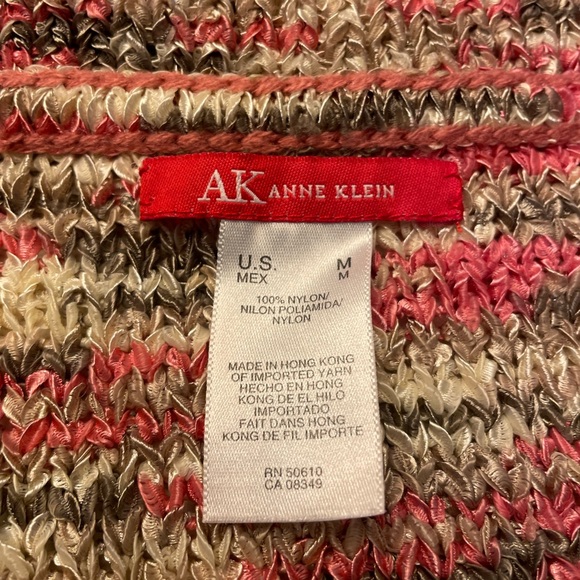 AK ANNE KLEIN
U.S. M
MEX M
100% NYLON/
NILON POLIAMIDA/
NYLON
MADE IN HONG KONG
OF IMPORTED YARN
HECHO EN HONG
KONG DE EL HILO
IMPORTADO
FAIT DANS HONG
KONG DE FIL IMPORTE
RN 50610
CA 08349